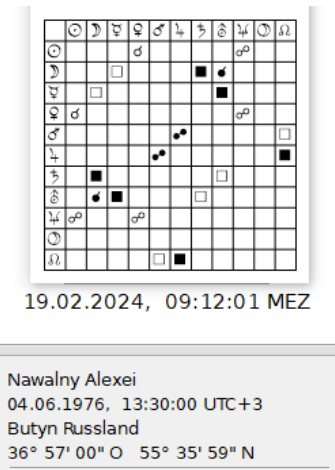 ☉ ☽ ☿ ♀ ♂ ♃ ♄ ⛢ ♆ ☊
☉ ☌ ☍
☽ □ ■
☿ □ ■
♀ ☌ ☍
♂ □
♃ ■
♄ ■ □
⛢ ■ □
♆ ☍ ☍
☊ □ ■
19.02.2024, 09:12:01 MEZ
Nawalny Alexei
04.06.1976, 13:30:00 UTC+3
Butyn Russland
36° 57' 00" O 55° 35' 59" N